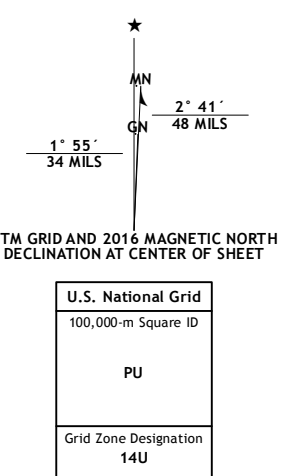 ★
MN
GN
2° 41´
48 MILS
1° 55´
34 MILS
TM GRID AND 2016 MAGNETIC NORTH
DECLINATION AT CENTER OF SHEET
U.S. National Grid
100,000-m Square ID
PU
Grid Zone Designation
14U